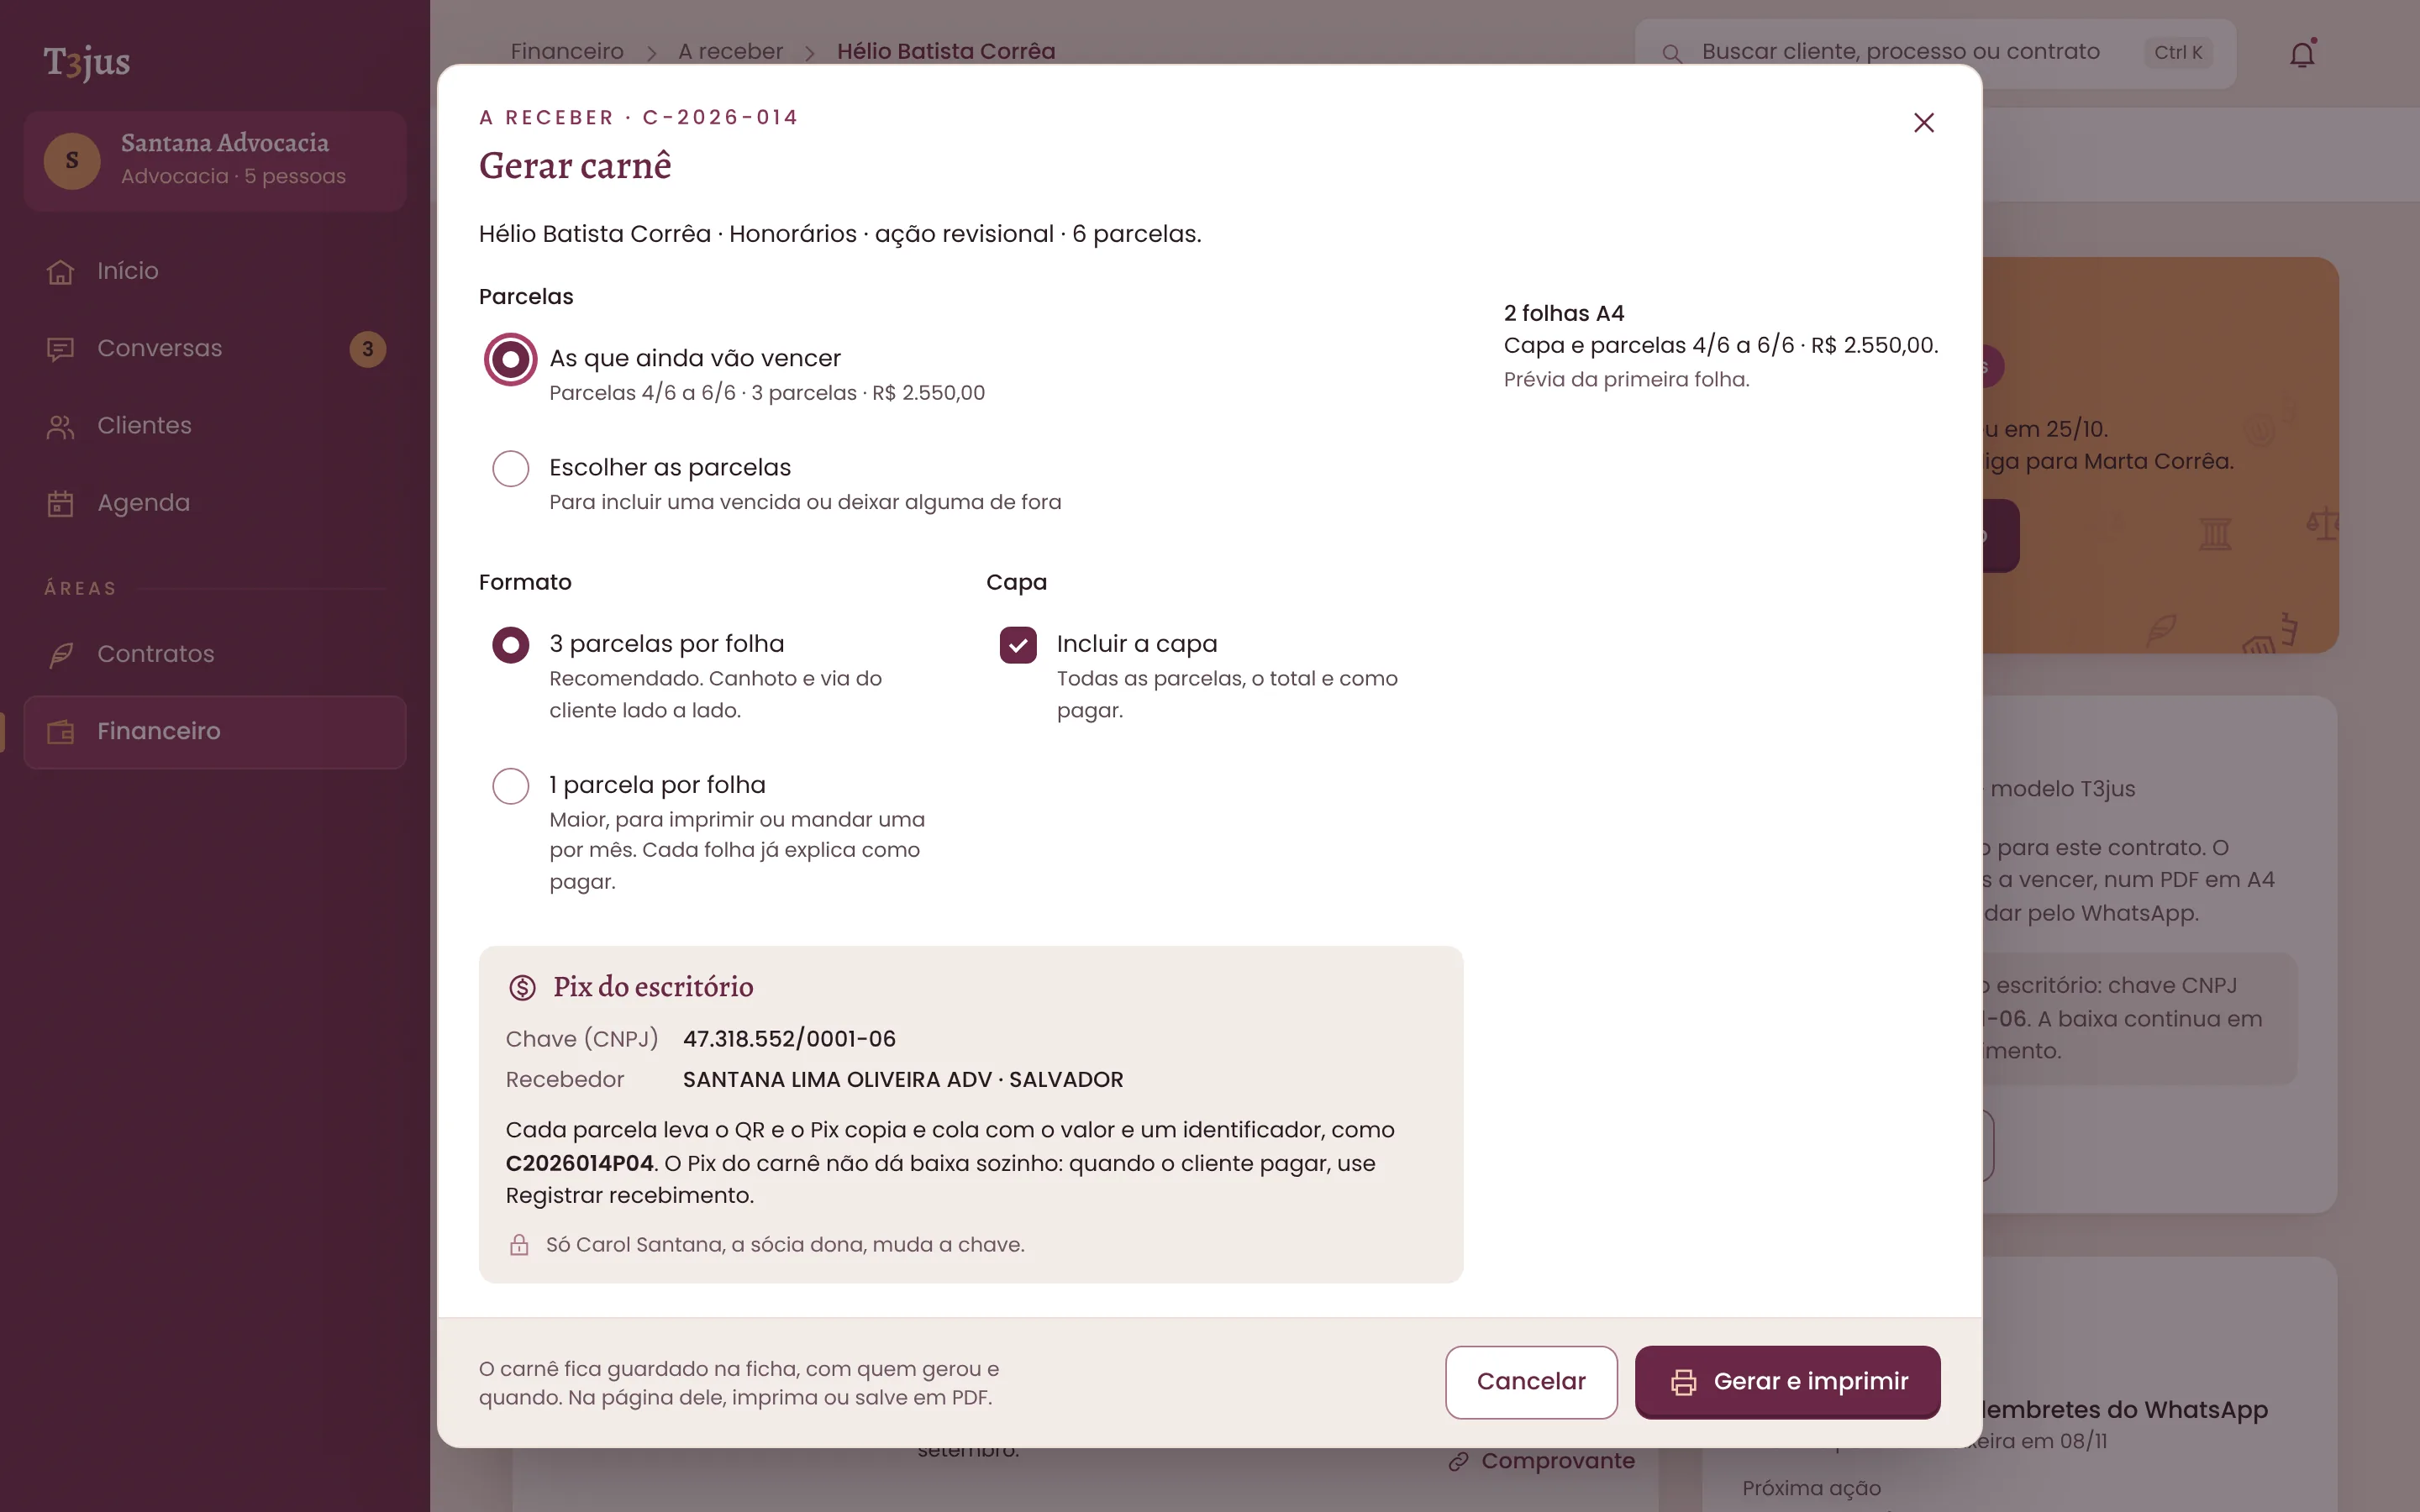 T3jus
S
Santana Advocacia
Advocacia · 5 pessoas
Início
Conversas
3
Clientes
Agenda
ÁREAS
Contratos
Financeiro
Financeiro
A receber
Hélio Batista Corrêa
Buscar cliente, processo ou contrato
Ctrl K
A RECEBER · C-2026-014
Gerar carnê
Hélio Batista Corrêa · Honorários · ação revisional · 6 parcelas.
Parcelas
As que ainda vão vencer
Parcelas 4/6 a 6/6 · 3 parcelas · R$ 2.550,00
Escolher as parcelas
Para incluir uma vencida ou deixar alguma de fora
2 folhas A4
Capa e parcelas 4/6 a 6/6 · R$ 2.550,00.
Prévia da primeira folha.
Formato
3 parcelas por folha
Recomendado. Canhoto e via do
cliente lado a lado.
1 parcela por folha
Maior, para imprimir ou mandar uma
por mês. Cada folha já explica como
pagar.
Capa
Incluir a capa
Todas as parcelas, o total e como
pagar.
Pix do escritório
Chave (CNPJ) 47.318.552/0001-06
Recebedor SANTANA LIMA OLIVEIRA ADV · SALVADOR
Cada parcela leva o QR e o Pix copia e cola com o valor e um identificador, como
C2026014P04. O Pix do carnê não dá baixa sozinho: quando o cliente pagar, use
Registrar recebimento.
Só Carol Santana, a sócia dona, muda a chave.
O carnê fica guardado na ficha, com quem gerou e
quando. Na página dele, imprima ou salve em PDF.
Cancelar
Gerar e imprimir
em 25/10.
para Marta Corrêa.
modelo T3jus
para este contrato. O
a vencer, num PDF em A4
pelo WhatsApp.
escritório: chave CNPJ
-06. A baixa continua em
lembretes do WhatsApp
em 08/11
Próxima ação
setembro.
Comprovante